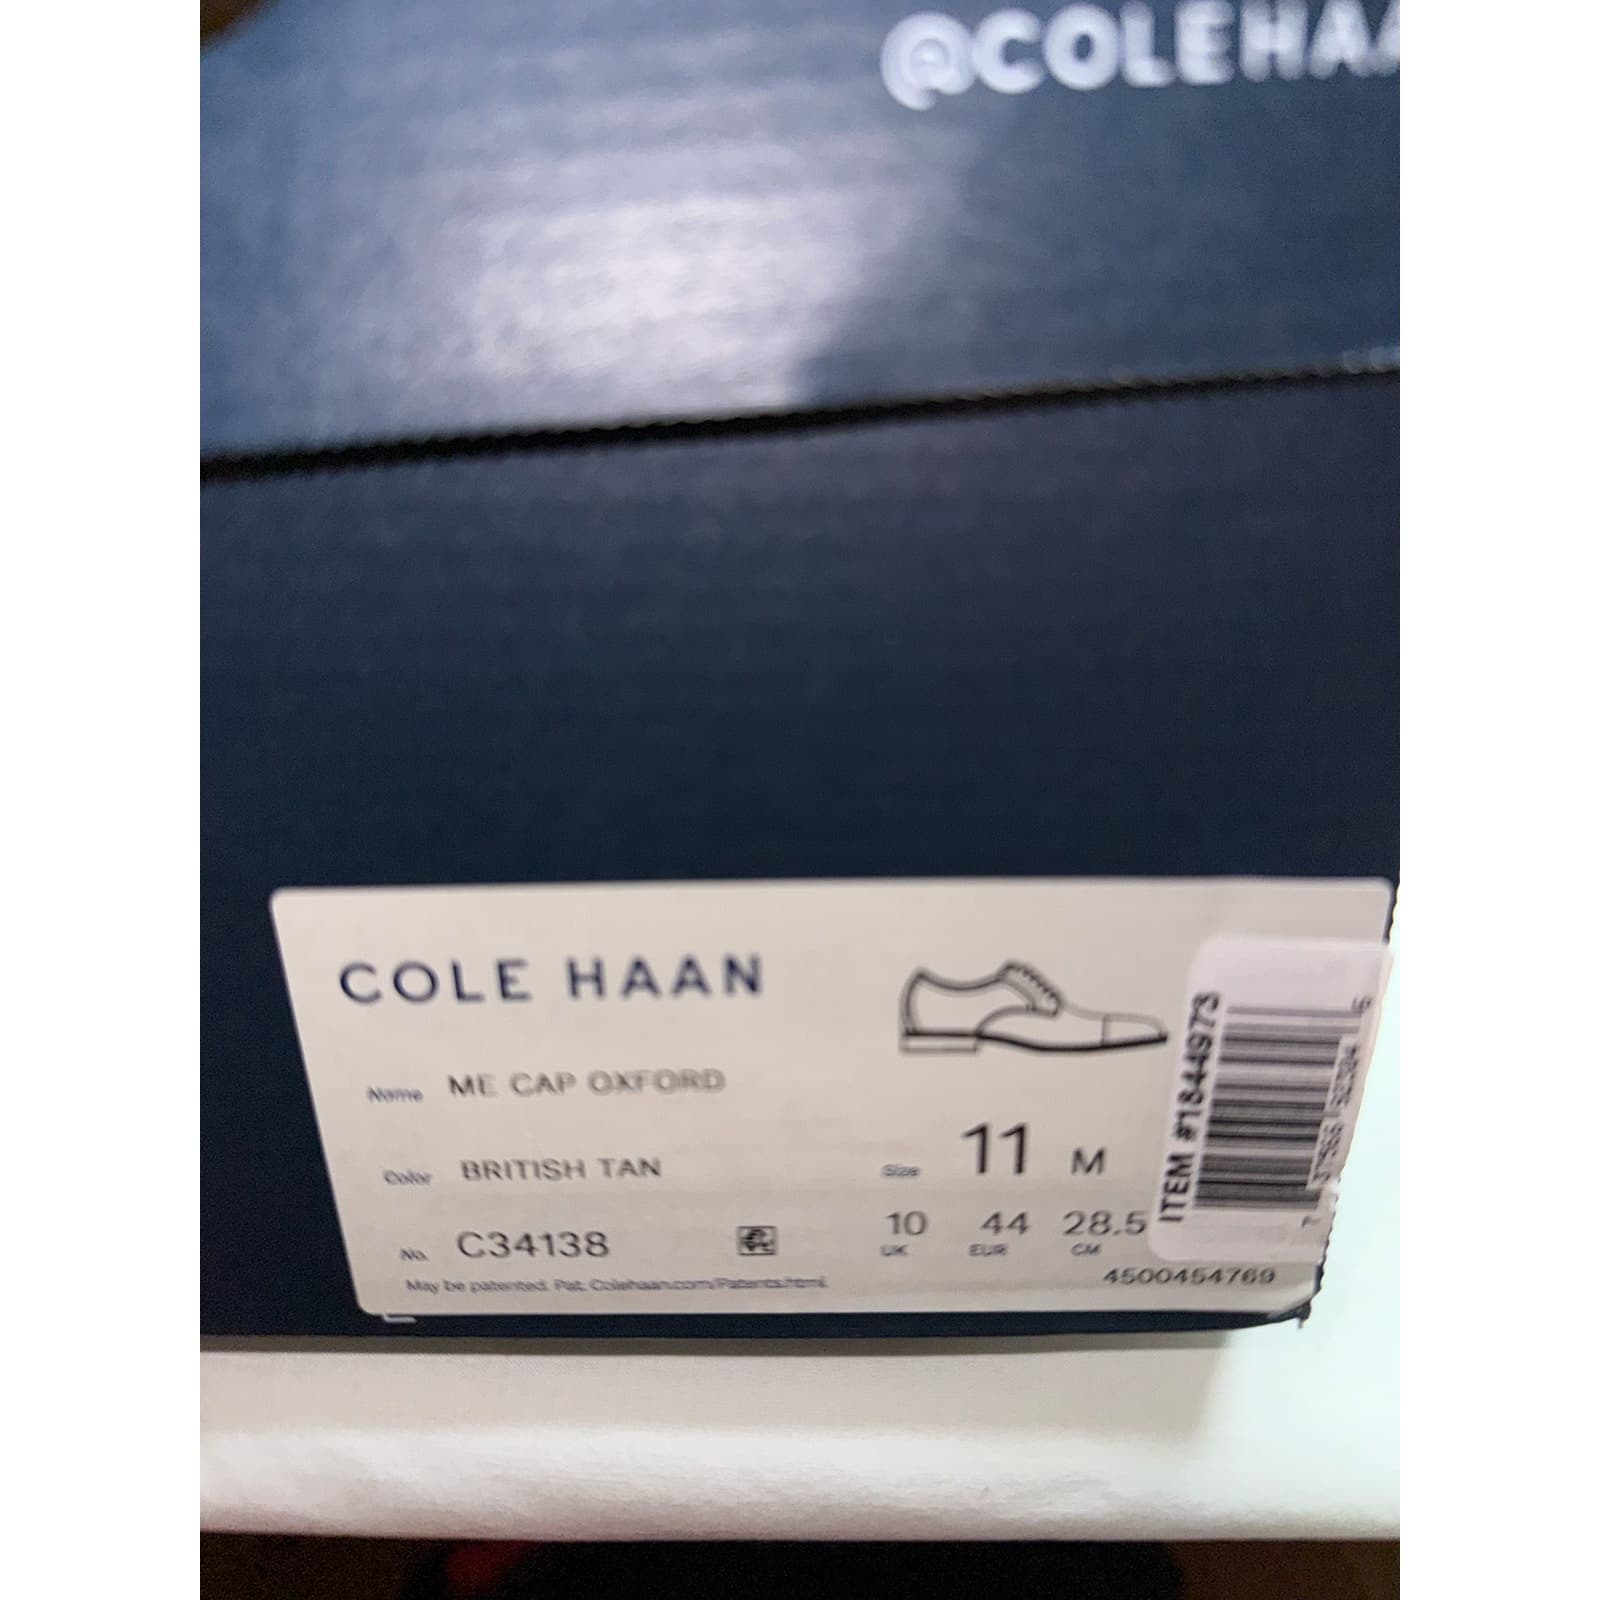 @COLEHAA
COLE HAAN
Name ME CAP OXFORD
Color BRITISH TAN
Size 11 M
No. C34138
10 44 28.5
UK EUR CM
May be patented. Pat. Colehaan.com/Patents.html
4500454769
ITEM #1844973